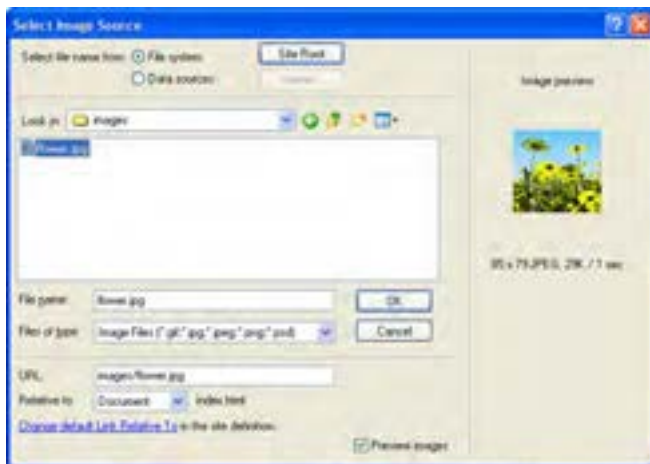 Select Image Source
Select file name from: File system Site Root
Data sources
Image preview
Look in: images
flower.jpg
File name: flower.jpg OK
Files of type: Image Files (*.gif;*.jpg;*.jpeg;*.png;*.psd) Cancel
URL: images/flower.jpg
Relative to: Document index.html
Change default Link Relative To in the site definition.
Preview images
JPEG, 29K / 1 sec